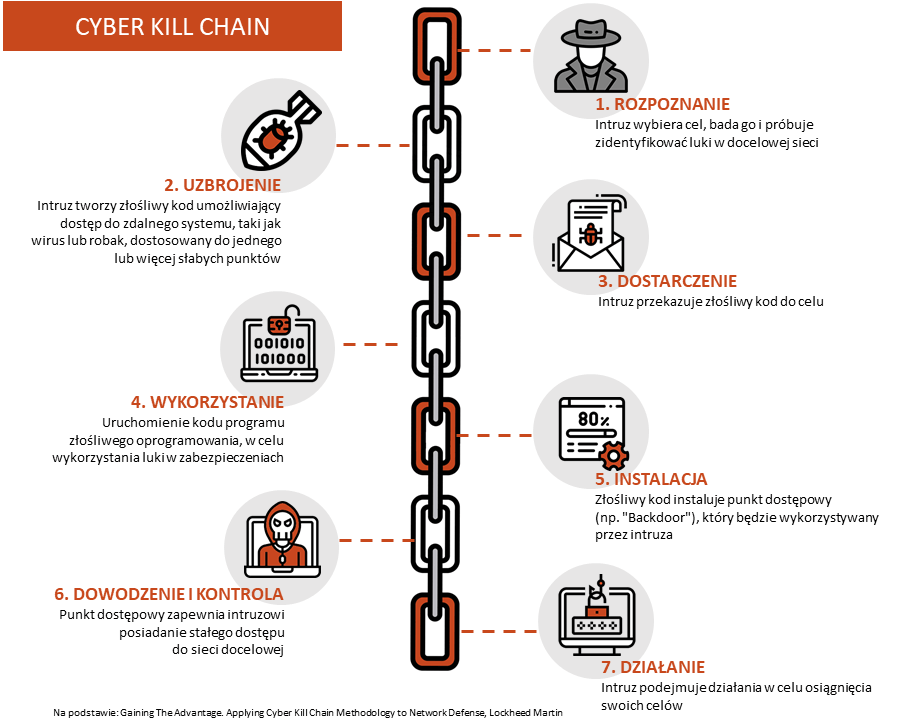 CYBER KILL CHAIN
1. ROZPOZNANIE
Intruz wybiera cel, bada go i próbuje
zidentyfikować luki w docelowej sieci
2. UZBROJENIE
Intruz tworzy złośliwy kod umożliwiający
dostęp do zdalnego systemu, taki jak
wirus lub robak, dostosowany do jednego
lub więcej słabych punktów
3. DOSTARCZENIE
Intruz przekazuje złośliwy kod do celu
001010
101000
4. WYKORZYSTANIE
Uruchomienie kodu programu
złośliwego oprogramowania, w celu
wykorzystania luki w zabezpieczeniach
80%
5. INSTALACJA
Złośliwy kod instaluje punkt dostępowy
(np. "Backdoor"), który będzie wykorzystywany
przez intruza
6. DOWODZENIE I KONTROLA
Punkt dostępowy zapewnia intruzowi
posiadanie stałego dostępu
do sieci docelowej
7. DZIAŁANIE
Intruz podejmuje działania w celu osiągnięcia
swoich celów
Na podstawie: Gaining The Advantage. Applying Cyber Kill Chain Methodology to Network Defense, Lockheed Martin